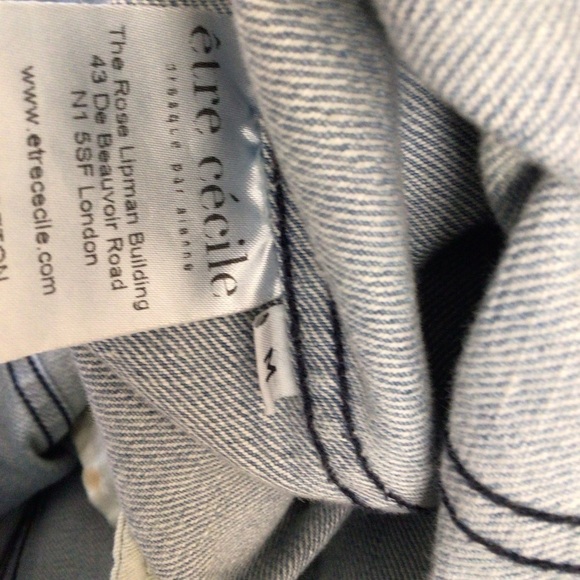 être cécile
The Rose Lipman Building
43 De Beauvoir Road
N1 5SF London
www.etrececile.com
M